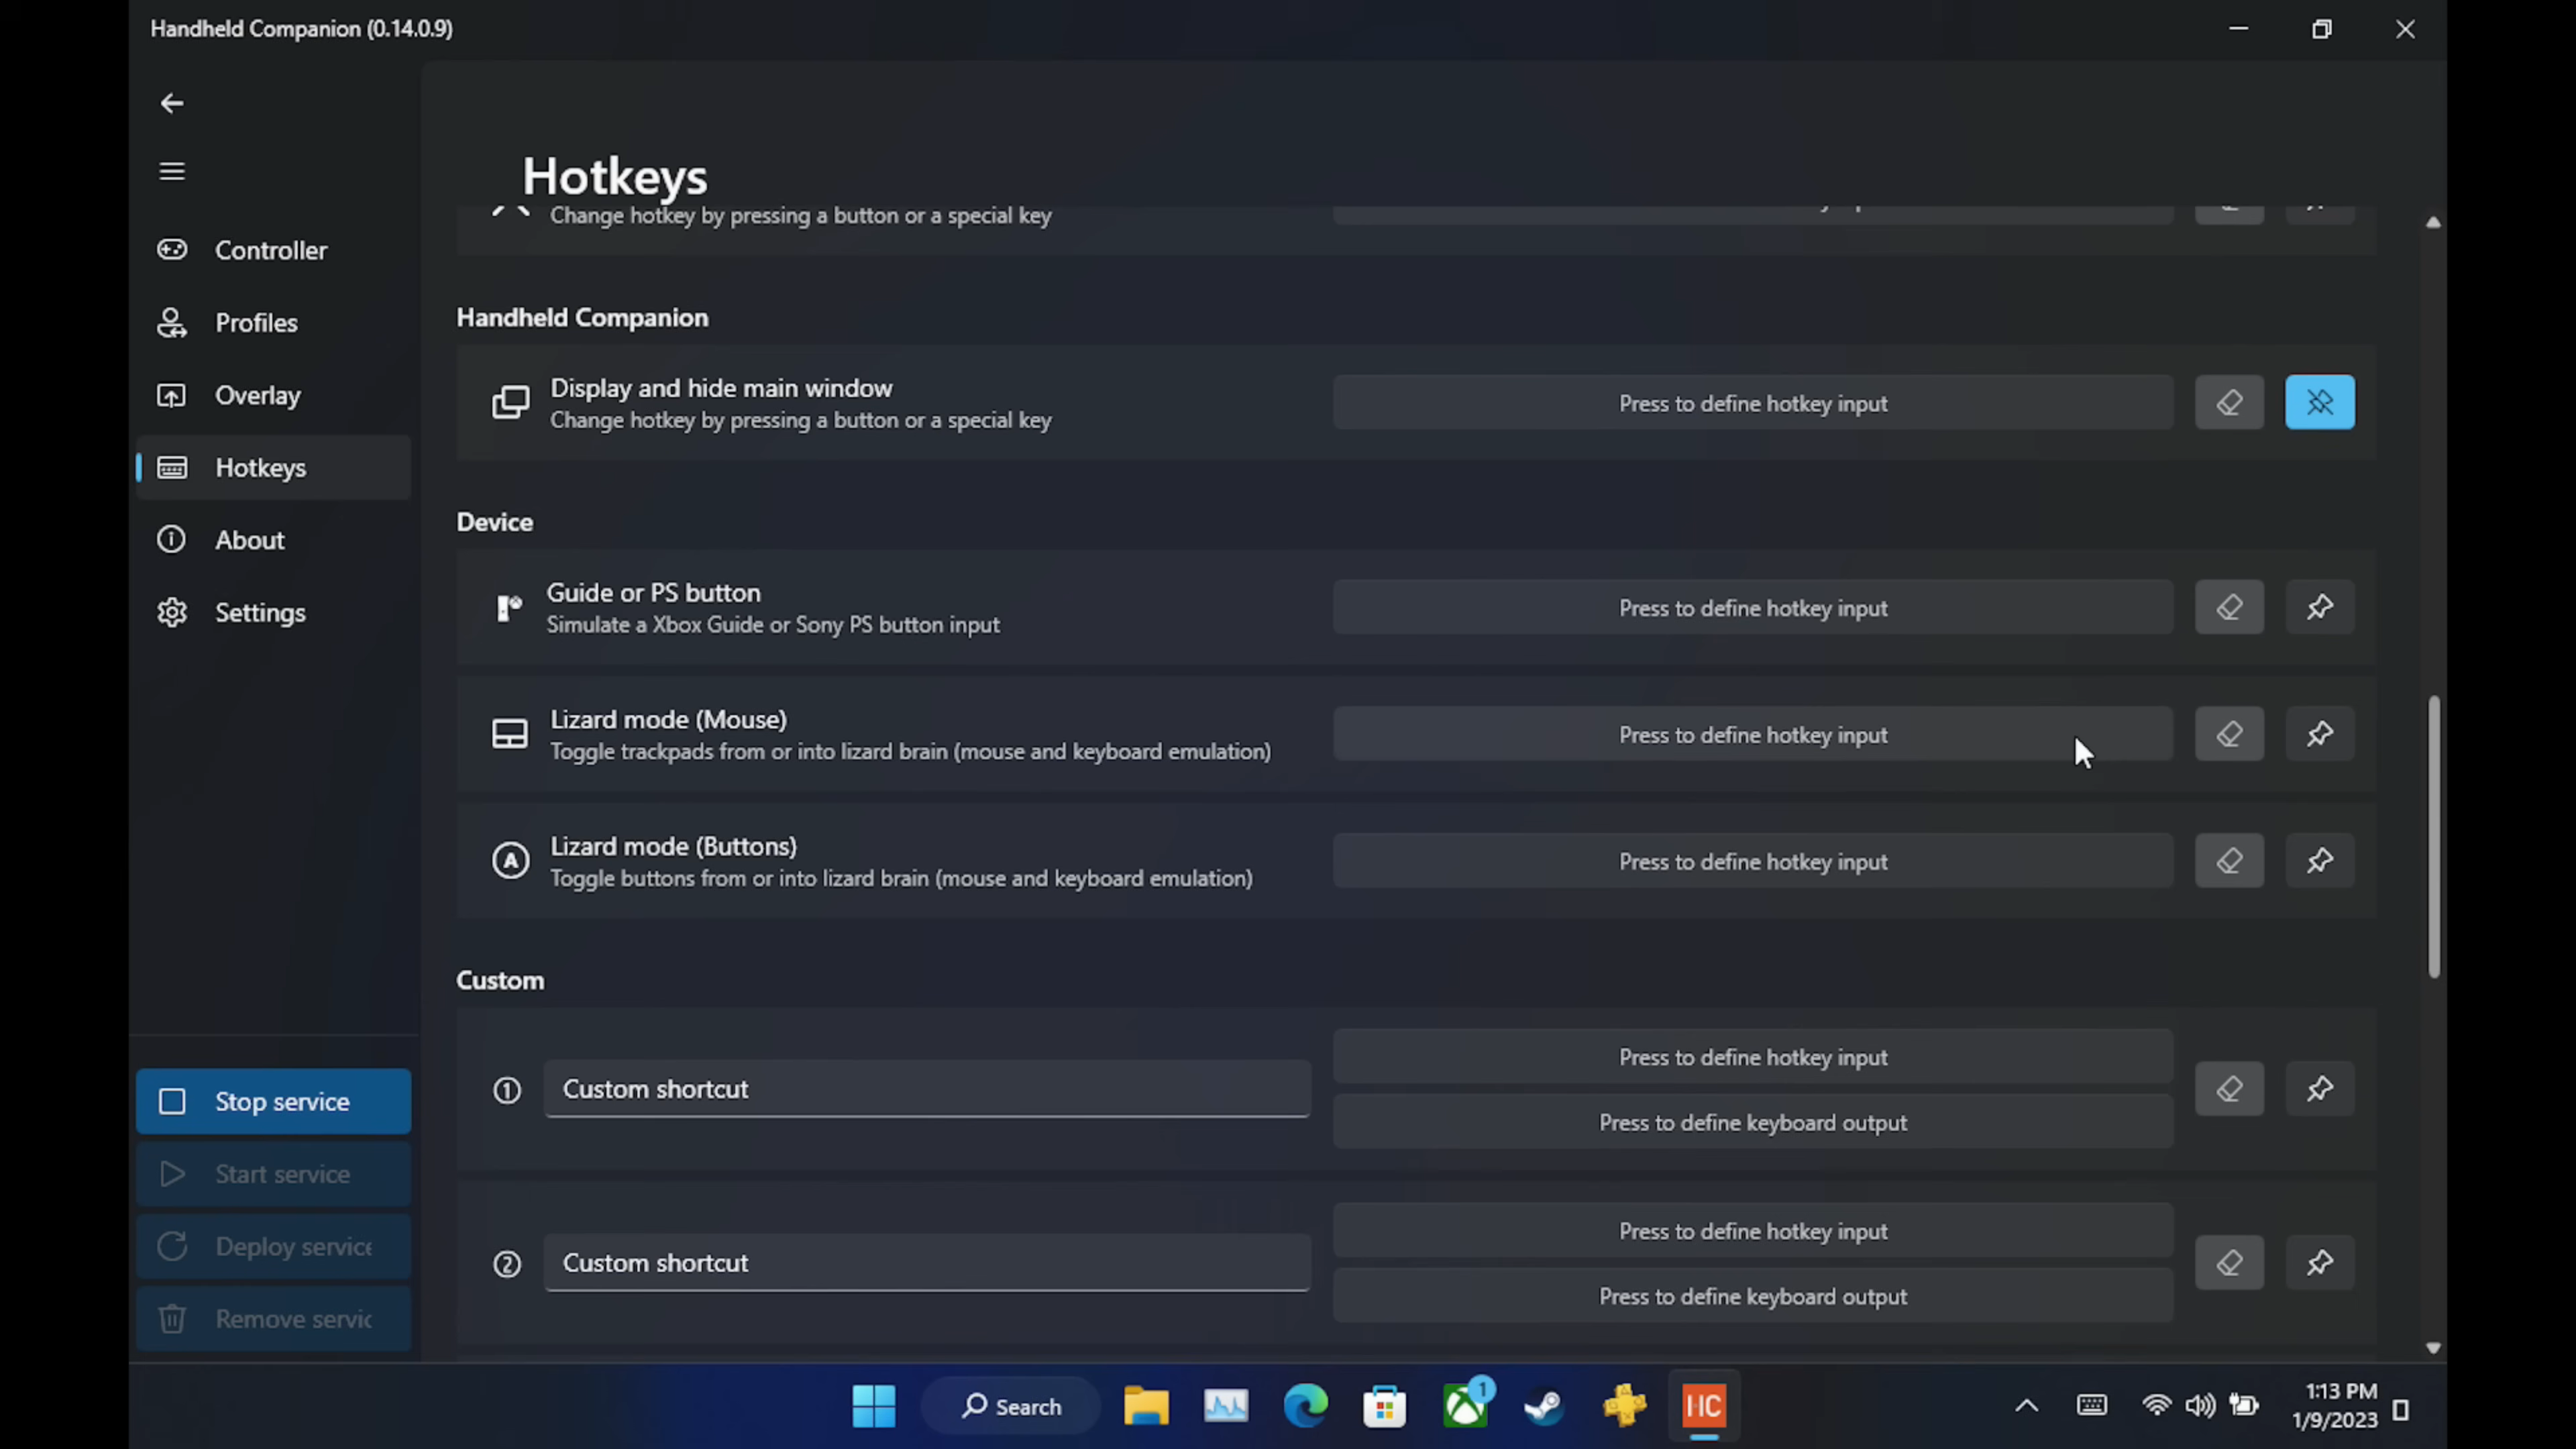 Handheld Companion (0.14.0.9)
Hotkeys
Change hotkey by pressing a button or a special key
Controller
Profiles
Overlay
Hotkeys
About
Settings
Handheld Companion
Display and hide main window
Change hotkey by pressing a button or a special key
Press to define hotkey input
Device
Guide or PS button
Simulate a Xbox Guide or Sony PS button input
Press to define hotkey input
Lizard mode (Mouse)
Toggle trackpads from or into lizard brain (mouse and keyboard emulation)
Press to define hotkey input
A
Lizard mode (Buttons)
Toggle buttons from or into lizard brain (mouse and keyboard emulation)
Press to define hotkey input
Custom
1
Custom shortcut
Press to define hotkey input
Press to define keyboard output
2
Custom shortcut
Press to define hotkey input
Press to define keyboard output
Stop service
Start service
Deploy service
Remove servic
Search
1
HC
1:13 PM
1/9/2023